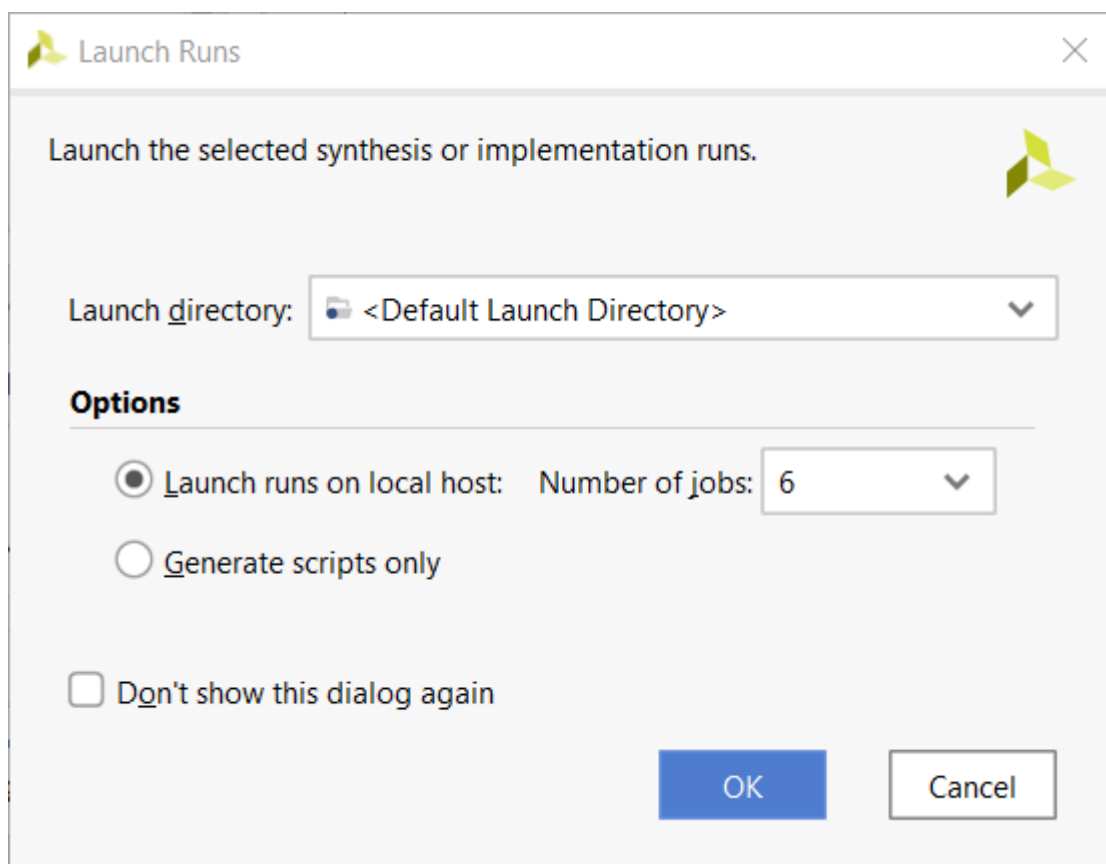 Launch Runs
Launch the selected synthesis or implementation runs.
Launch directory: <Default Launch Directory>
Options
Launch runs on local host: Number of jobs: 6
Generate scripts only
Don't show this dialog again
OK Cancel